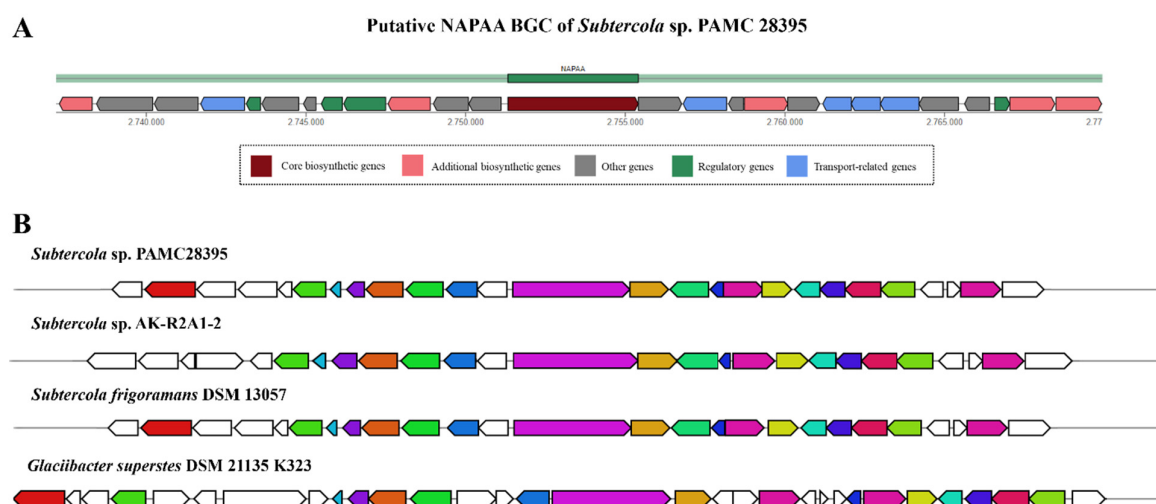 A
Putative NAPAA BGC of Subtercola sp. PAMC 28395
NAPAA
2 740 000 2 745 000 2 750 000 2 755 000 2 760 000 2 765 000 2 77
Core biosynthetic genes Additional biosynthetic genes Other genes Regulatory genes Transport-related genes
B
Subtercola sp. PAMC28395
Subtercola sp. AK-R2A1-2
Subtercola frigoramans DSM 13057
Glaciibacter superstes DSM 21135 K323